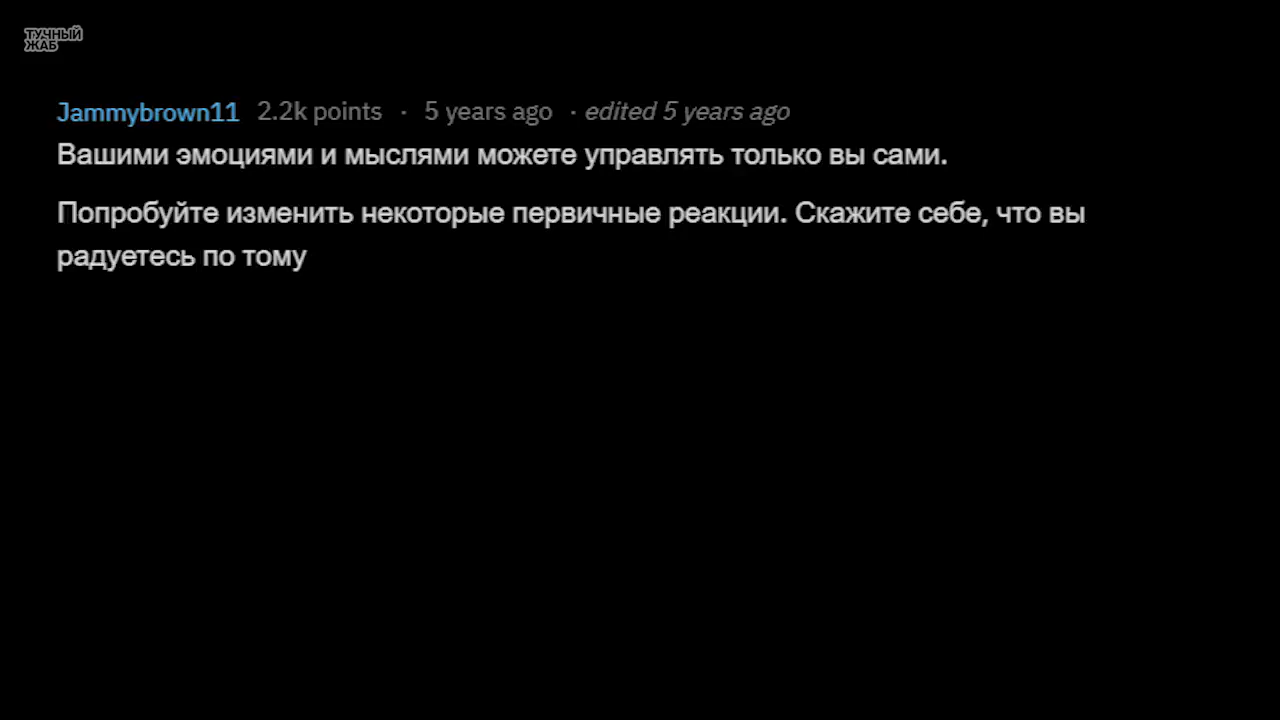 ТУЧНЫЙ
ЖАБ
Jammybrown11 2.2k points · 5 years ago · edited 5 years ago
Вашими эмоциями и мыслями можете управлять только вы сами.
Попробуйте изменить некоторые первичные реакции. Скажите себе, что вы
радуетесь по тому